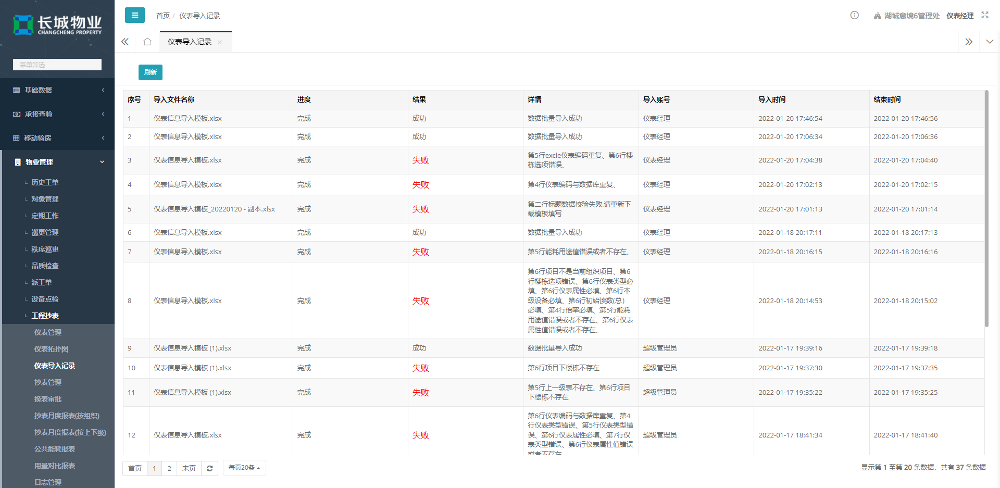 长城物业
CHANGCHENG PROPERTY
菜单筛选
基础数据
承接查验
移动验房
物业管理
历史工单
对象管理
定期工作
巡更管理
秩序巡更
品质检查
派工单
设备点检
工程抄表
仪表管理
仪表拓扑图
仪表导入记录
抄表管理
换表审批
抄表月度报表(按组织)
抄表月度报表(按上下级)
公共能耗报表
用量对比报表
日志管理
首页 / 仪表导入记录
湖城意境6管理处 仪表经理
仪表导入记录
刷新
序号 导入文件名称 进度 结果 详情 导入账号 导入时间 结束时间
1 仪表信息导入模板.xlsx 完成 成功 数据批量导入成功 仪表经理 2022-01-20 17:46:54 2022-01-20 17:46:56
2 仪表信息导入模板.xlsx 完成 成功 数据批量导入成功 仪表经理 2022-01-20 17:06:34 2022-01-20 17:06:36
3 仪表信息导入模板.xlsx 完成 失败 第5行excle仪表编码重复、第6行楼
栋选项错误、 仪表经理 2022-01-20 17:04:38 2022-01-20 17:04:40
4 仪表信息导入模板.xlsx 完成 失败 第4行仪表编码与数据库重复、 仪表经理 2022-01-20 17:02:13 2022-01-20 17:02:15
5 仪表信息导入模板_20220120 - 副本.xlsx 完成 失败 第二行标题数据校验失败,请重新下
载模板填写 仪表经理 2022-01-20 17:01:13 2022-01-20 17:01:14
6 仪表信息导入模板.xlsx 完成 成功 数据批量导入成功 仪表经理 2022-01-18 20:17:11 2022-01-18 20:17:13
7 仪表信息导入模板.xlsx 完成 失败 第5行能耗用途值错误或者不存在、 仪表经理 2022-01-18 20:16:15 2022-01-18 20:16:16
8 仪表信息导入模板.xlsx 完成 失败 第6行项目不是当前组织项目、第6
行楼栋选项错误、第6行仪表类型必
填、第6行仪表属性必填、第6行本
级设备必填、第6行初始读数(总）
必填、第4行倍率必填、第5行能耗
用途值错误或者不存在、第6行仪表
属性值错误或者不存在、 仪表经理 2022-01-18 20:14:53 2022-01-18 20:15:02
9 仪表信息导入模板 (1).xlsx 完成 成功 数据批量导入成功 超级管理员 2022-01-17 19:39:16 2022-01-17 19:39:18
10 仪表信息导入模板 (1).xlsx 完成 失败 第6行项目下楼栋不存在 超级管理员 2022-01-17 19:37:30 2022-01-17 19:37:35
11 仪表信息导入模板 (1).xlsx 完成 失败 第5行上一级表不存在、第6行项目
下楼栋不存在 超级管理员 2022-01-17 19:35:22 2022-01-17 19:35:25
12 仪表信息导入模板.xlsx 完成 失败 第6行仪表编码与数据库重复、第4
行仪表类型错误、第5行仪表类型错
误、第6行仪表属性必填、第7行仪
表类型错误、第6行仪表属性值错误
或者不存在 超级管理员 2022-01-17 18:41:34 2022-01-17 18:41:40
首页 1 2 末页 每页20条
显示第 1 至第 20 条数据，共有 37 条数据